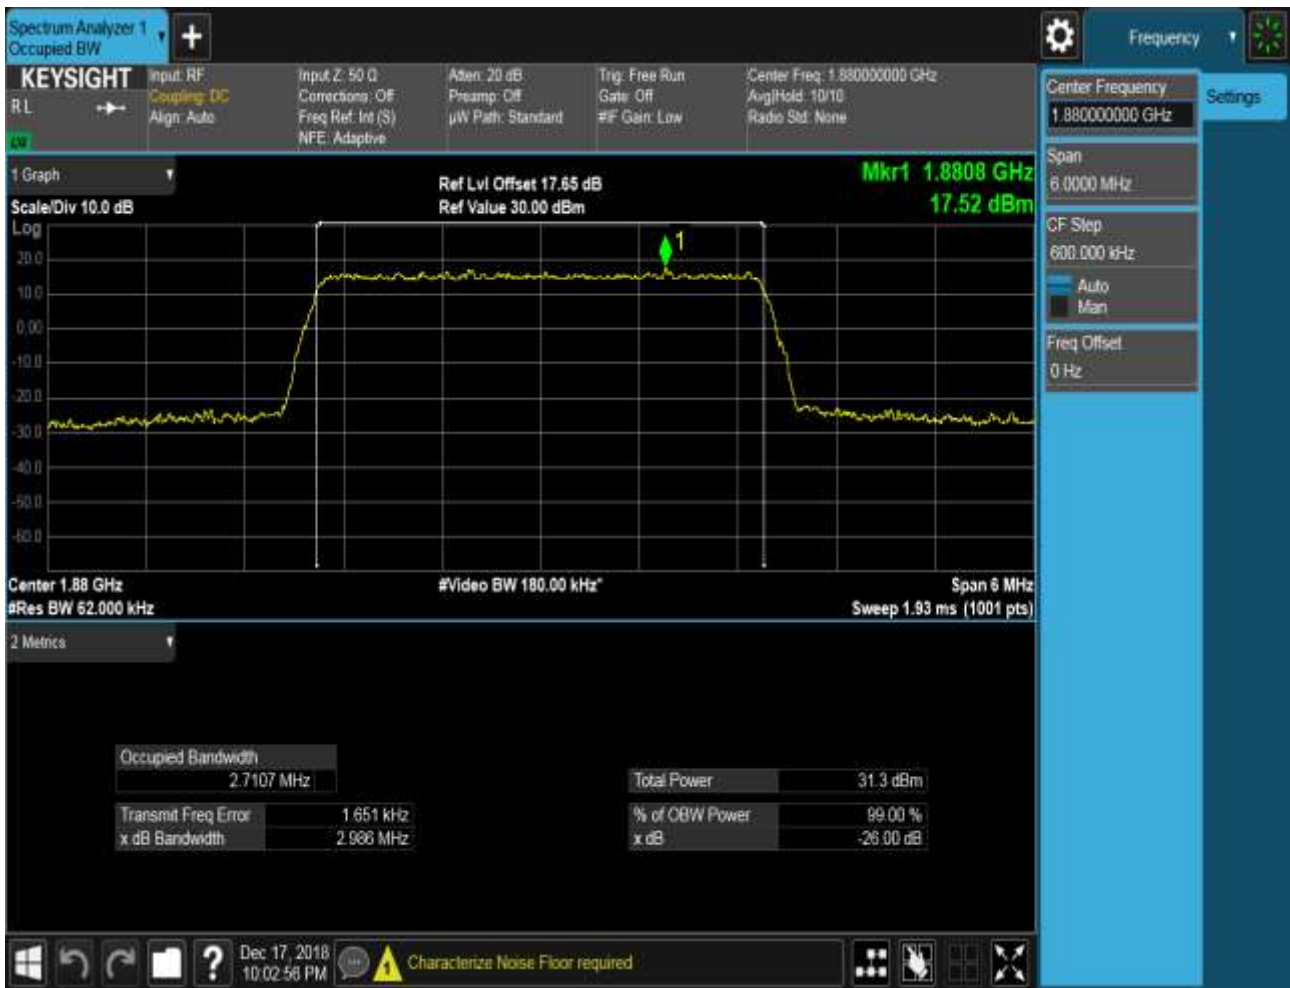 Spectrum Analyzer 1
Occupied BW
Frequency
KEYSIGHT
RL
Input: RF
Coupling: DC
Align: Auto
Input Z: 50 Ω
Corrections: Off
Freq Ref: Int (S)
NFE: Adaptive
Atten: 20 dB
Preamp: Off
µW Path: Standard
Trig: Free Run
Gate: Off
#IF Gain: Low
Center Freq: 1.880000000 GHz
Avg|Hold: 10/10
Radio Std: None
Center Frequency
1.880000000 GHz
Settings
Span
6.0000 MHz
CF Step
600.000 kHz
Auto
Man
Freq Offset
0 Hz
1 Graph
Scale/Div 10.0 dB
Ref Lvl Offset 17.65 dB
Ref Value 30.00 dBm
Mkr1 1.8808 GHz
17.52 dBm
Log
1
20.0
10.0
0.00
-10.0
-20.0
-30.0
-40.0
-50.0
-60.0
Center 1.88 GHz
#Video BW 180.00 kHz*
Span 6 MHz
#Res BW 62.000 kHz
Sweep 1.93 ms (1001 pts)
2 Metrics
Occupied Bandwidth
2.7107 MHz
Total Power 31.3 dBm
Transmit Freq Error 1.651 kHz
% of OBW Power 99.00 %
x dB Bandwidth 2.986 MHz
x dB -26.00 dB
?
Dec 17, 2018
10:02:56 PM
1
Characterize Noise Floor required